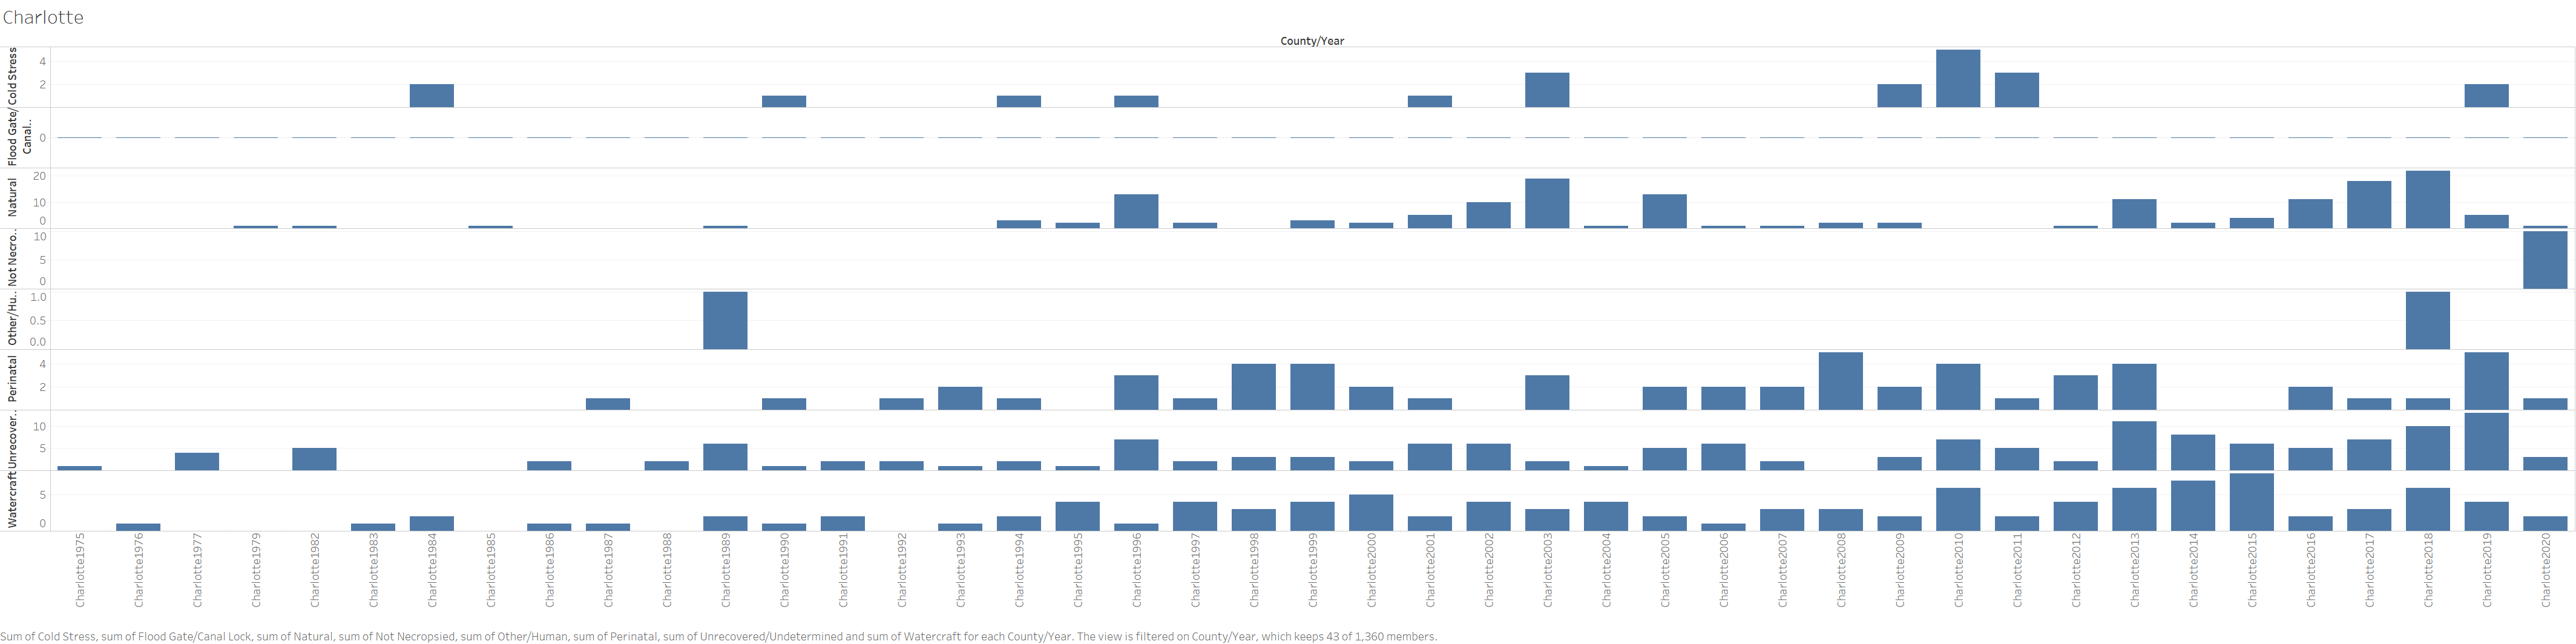 Charlotte
County/Year
Cold Stress
4
2
Flood Gate/
Canal..
0
Natural
20
10
0
Not Necro..
10
5
0
Other/Hu..
1.0
0.5
0.0
Perinatal
4
2
Unrecover..
10
5
Watercraft
5
0
Charlotte1975
Charlotte1976
Charlotte1977
Charlotte1979
Charlotte1982
Charlotte1983
Charlotte1984
Charlotte1985
Charlotte1986
Charlotte1987
Charlotte1988
Charlotte1989
Charlotte1990
Charlotte1991
Charlotte1992
Charlotte1993
Charlotte1994
Charlotte1995
Charlotte1996
Charlotte1997
Charlotte1998
Charlotte1999
Charlotte2000
Charlotte2001
Charlotte2002
Charlotte2003
Charlotte2004
Charlotte2005
Charlotte2006
Charlotte2007
Charlotte2008
Charlotte2009
Charlotte2010
Charlotte2011
Charlotte2012
Charlotte2013
Charlotte2014
Charlotte2015
Charlotte2016
Charlotte2017
Charlotte2018
Charlotte2019
Charlotte2020
Sum of Cold Stress, sum of Flood Gate/Canal Lock, sum of Natural, sum of Not Necropsied, sum of Other/Human, sum of Perinatal, sum of Unrecovered/Undetermined and sum of Watercraft for each County/Year. The view is filtered on County/Year, which keeps 43 of 1,360 members.